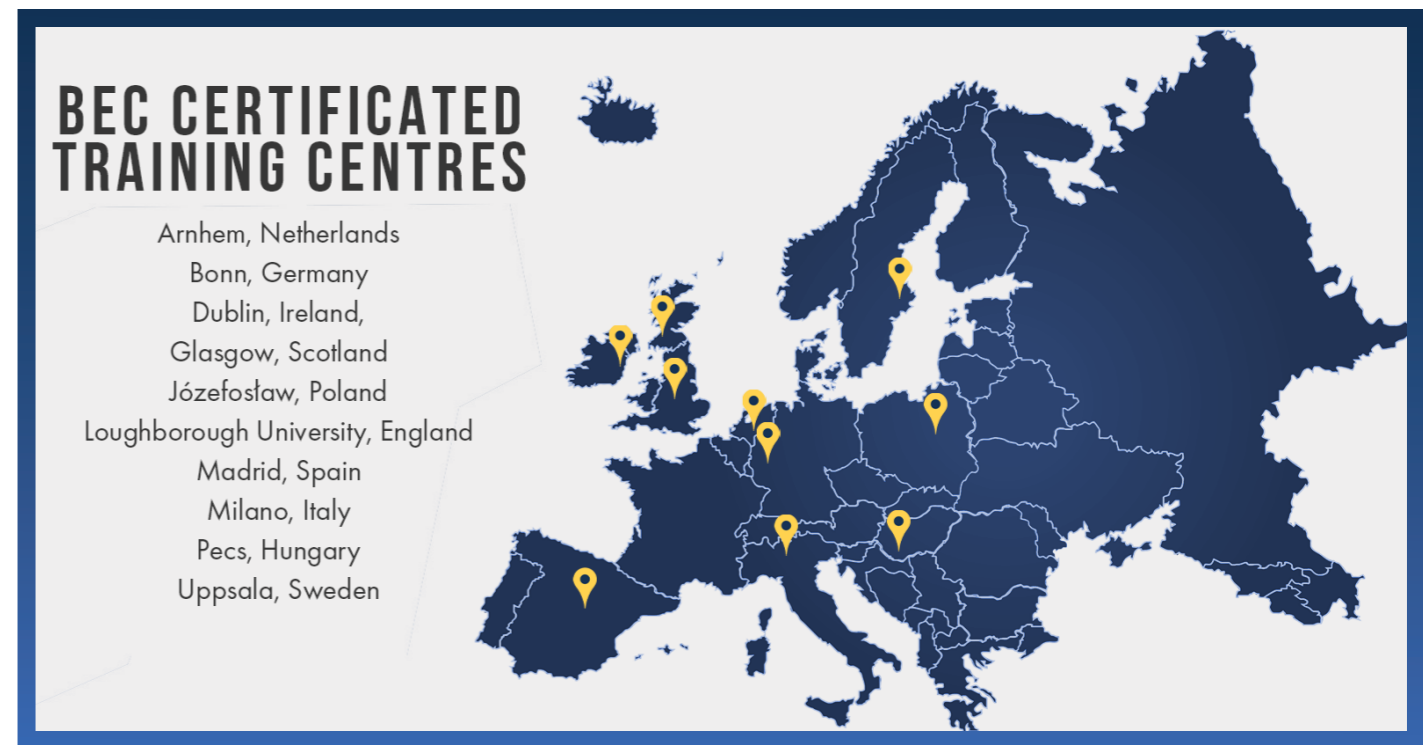 BEC CERTIFICATED
TRAINING CENTRES
Arnhem, Netherlands
Bonn, Germany
Dublin, Ireland,
Glasgow, Scotland
Józefosław, Poland
Loughborough University, England
Madrid, Spain
Milano, Italy
Pecs, Hungary
Uppsala, Sweden